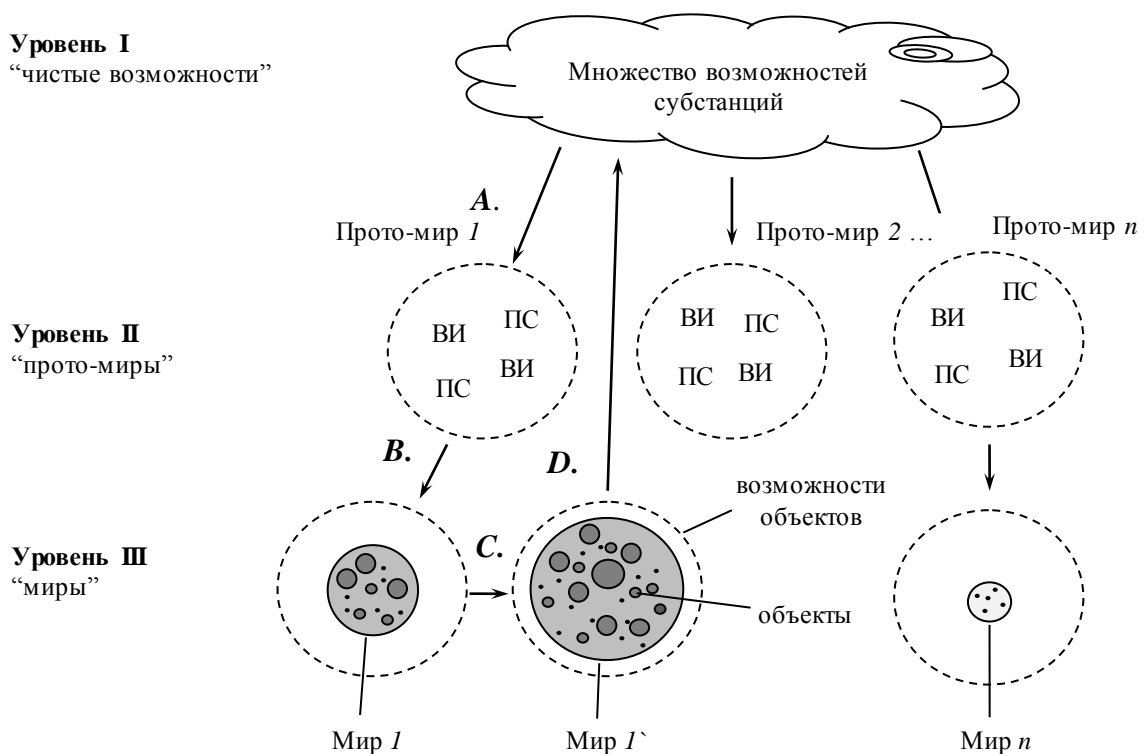 Уровень I
“чистые возможности”
Множество возможностей
субстанций
A.
Прото-мир 1
Прото-мир 2 …
Прото-мир n
Уровень II
“прото-миры”
ВИ
ПС
ПС
ВИ
ВИ
ПС
ПС
ВИ
ВИ
ПС
ПС
ВИ
B.
D.
возможности
объектов
Уровень III
“миры”
C.
объекты
Мир 1
Мир 1`
Мир n